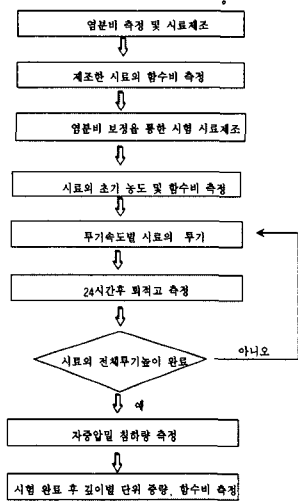 염분비 측정 및 시료제조
제조한 시료의 함수비 측정
염분비 보정을 통한 시험 시료제조
시료의 초기 농도 및 함수비 측정
투기속도별 시료의 투기
24시간후 퇴적고 측정
시료의 전체투기높이 완료
아니오
예
자중압밀 침하량 측정
시험 완료 후 깊이별 단위 중량, 함수비 측정